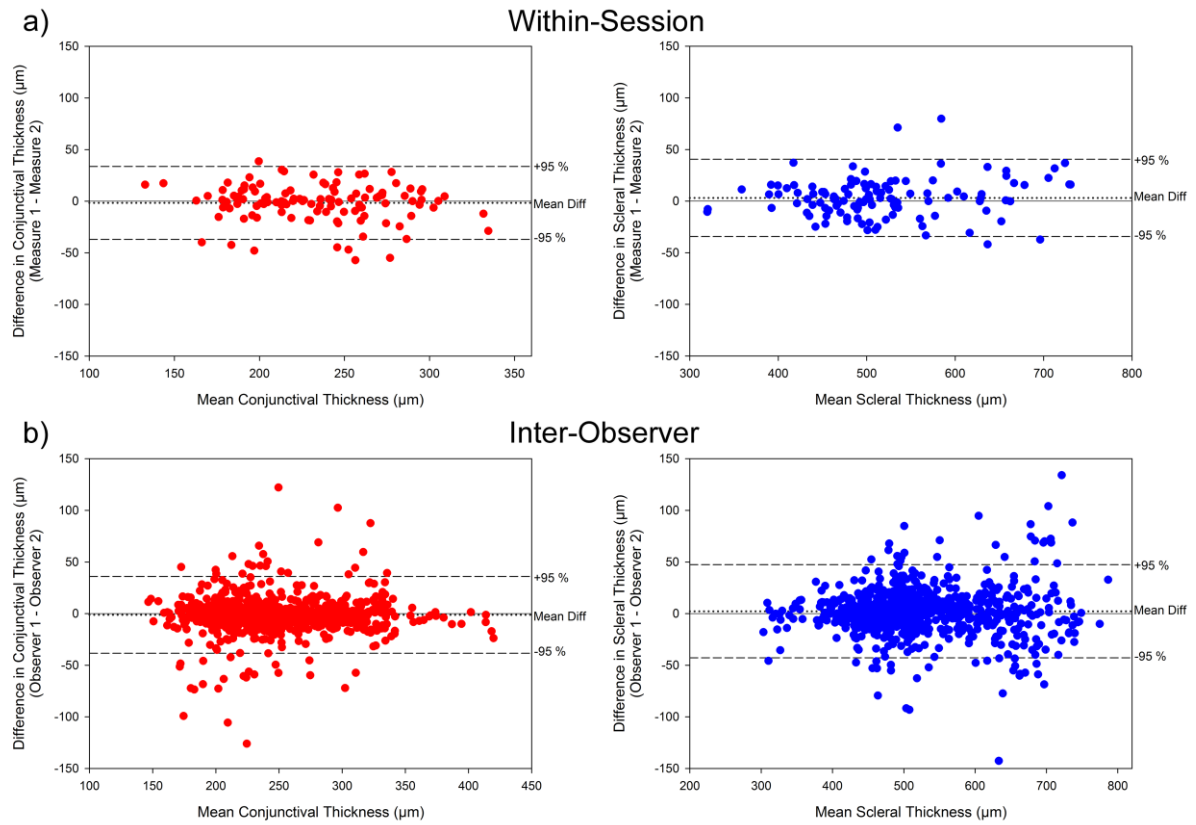 a)
Within-Session
150
100
50
0
-50
-100
-150
Difference in Conjunctival Thickness (µm)
(Measure 1 - Measure 2)
+95 %
Mean Diff
-95 %
100 150 200 250 300 350
Mean Conjunctival Thickness (µm)
150
100
50
0
-50
-100
-150
Difference in Scleral Thickness (µm)
(Measure 1 - Measure 2)
+95 %
Mean Diff
-95 %
300 400 500 600 700 800
Mean Scleral Thickness (µm)
b)
Inter-Observer
150
100
50
0
-50
-100
-150
Difference in Conjunctival Thickness (µm)
(Observer 1 - Observer 2)
+95 %
Mean Diff
-95 %
100 150 200 250 300 350 400 450
Mean Conjunctival Thickness (µm)
150
100
50
0
-50
-100
-150
Difference in Scleral Thickness (µm)
(Observer 1 - Observer 2)
+95 %
Mean Diff
-95 %
300 400 500 600 700 800
Mean Scleral Thickness (µm)